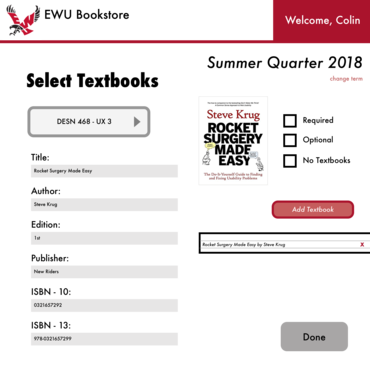 EWU Bookstore
Welcome, Colin
Select Textbooks
Summer Quarter 2018
change term
DESN 468 - UX 3
Title:
Rocket Surgery Made Easy
Author:
Steve Krug
Edition:
1st
Publisher:
New Riders
ISBN - 10:
0321657292
ISBN - 13:
978-0321657299
Steve Krug
ROCKET
SURGERY
MADE
EASY
The Do-It-Yourself Guide to Finding
and Fixing Usability Problems
Required
Optional
No Textbooks
Add Textbook
Rocket Surgery Made Easy by Steve Krug
X
Done